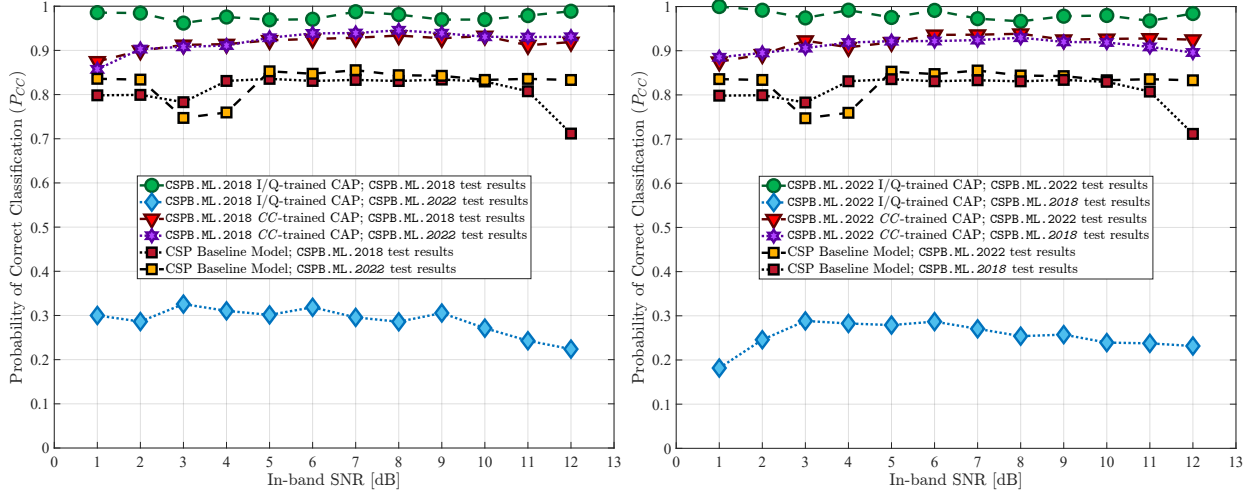 Probability of Correct Classification (P_CC)
1
0.9
0.8
0.7
0.6
0.5
0.4
0.3
0.2
0.1
0
CSPB.ML.2018 I/Q-trained CAP; CSPB.ML.2018 test results
CSPB.ML.2018 I/Q-trained CAP; CSPB.ML.2022 test results
CSPB.ML.2018 CC-trained CAP; CSPB.ML.2018 test results
CSPB.ML.2018 CC-trained CAP; CSPB.ML.2022 test results
CSP Baseline Model; CSPB.ML.2018 test results
CSP Baseline Model; CSPB.ML.2022 test results
0 1 2 3 4 5 6 7 8 9 10 11 12 13
In-band SNR [dB]
Probability of Correct Classification (P_CC)
1
0.9
0.8
0.7
0.6
0.5
0.4
0.3
0.2
0.1
0
CSPB.ML.2022 I/Q-trained CAP; CSPB.ML.2022 test results
CSPB.ML.2022 I/Q-trained CAP; CSPB.ML.2018 test results
CSPB.ML.2022 CC-trained CAP; CSPB.ML.2022 test results
CSPB.ML.2022 CC-trained CAP; CSPB.ML.2018 test results
CSP Baseline Model; CSPB.ML.2022 test results
CSP Baseline Model; CSPB.ML.2018 test results
0 1 2 3 4 5 6 7 8 9 10 11 12 13
In-band SNR [dB]